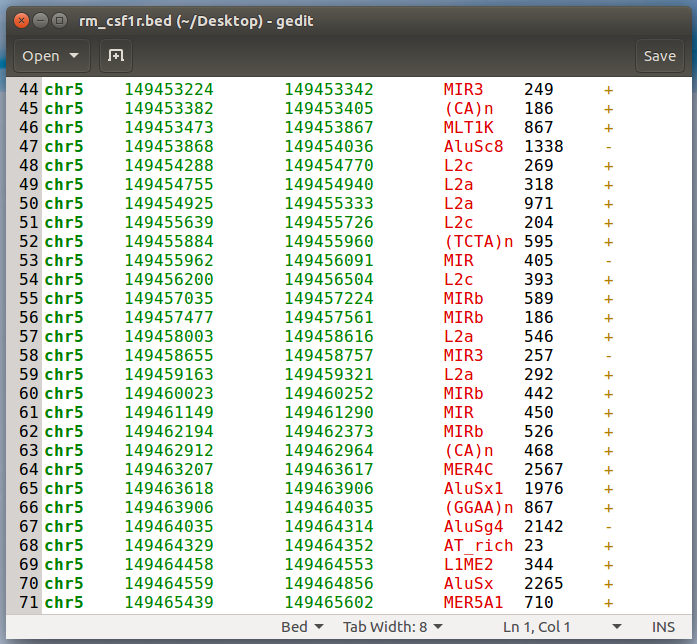 rm_csf1r.bed (~/Desktop) - gedit
Open Save
44 chr5 149453224 149453342 MIR3 249 +
45 chr5 149453382 149453405 (CA)n 186 +
46 chr5 149453473 149453867 MLT1K 867 +
47 chr5 149453868 149454036 AluSc8 1338 -
48 chr5 149454288 149454770 L2c 269 +
49 chr5 149454755 149454940 L2a 318 +
50 chr5 149454925 149455333 L2a 971 +
51 chr5 149455639 149455726 L2c 204 +
52 chr5 149455884 149455960 (TCTA)n 595 +
53 chr5 149455962 149456091 MIR 405 -
54 chr5 149456200 149456504 L2c 393 +
55 chr5 149457035 149457224 MIRb 589 +
56 chr5 149457477 149457561 MIRb 186 +
57 chr5 149458003 149458616 L2a 546 +
58 chr5 149458655 149458757 MIR3 257 -
59 chr5 149459163 149459321 L2a 292 +
60 chr5 149460023 149460252 MIRb 442 +
61 chr5 149461149 149461290 MIR 450 +
62 chr5 149462194 149462373 MIRb 526 +
63 chr5 149462912 149462964 (CA)n 468 +
64 chr5 149463207 149463617 MER4C 2567 +
65 chr5 149463618 149463906 AluSx1 1976 +
66 chr5 149463906 149464035 (GGAA)n 867 +
67 chr5 149464035 149464314 AluSg4 2142 -
68 chr5 149464329 149464352 AT_rich 23 +
69 chr5 149464458 149464553 L1ME2 344 +
70 chr5 149464559 149464856 AluSx 2265 +
71 chr5 149465439 149465602 MER5A1 710 +
Bed Tab Width: 8 Ln 1, Col 1 INS